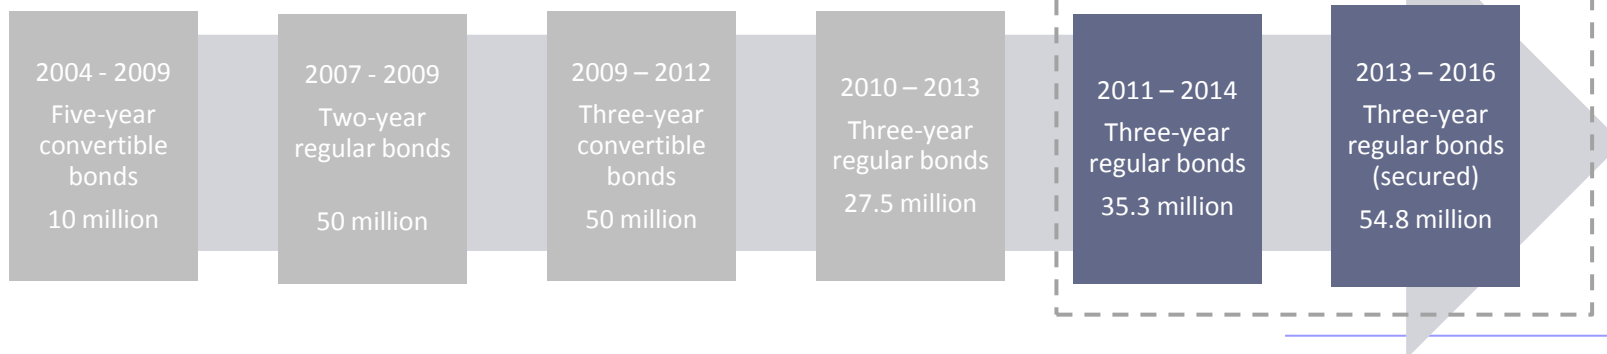 2004 - 2009
Five-year
convertible
bonds
10 million
2007 - 2009
Two-year
regular bonds
50 million
2009 – 2012
Three-year
convertible
bonds
50 million
2010 – 2013
Three-year
regular bonds
27.5 million
2011 – 2014
Three-year
regular bonds
35.3 million
2013 – 2016
Three-year
regular bonds
(secured)
54.8 million